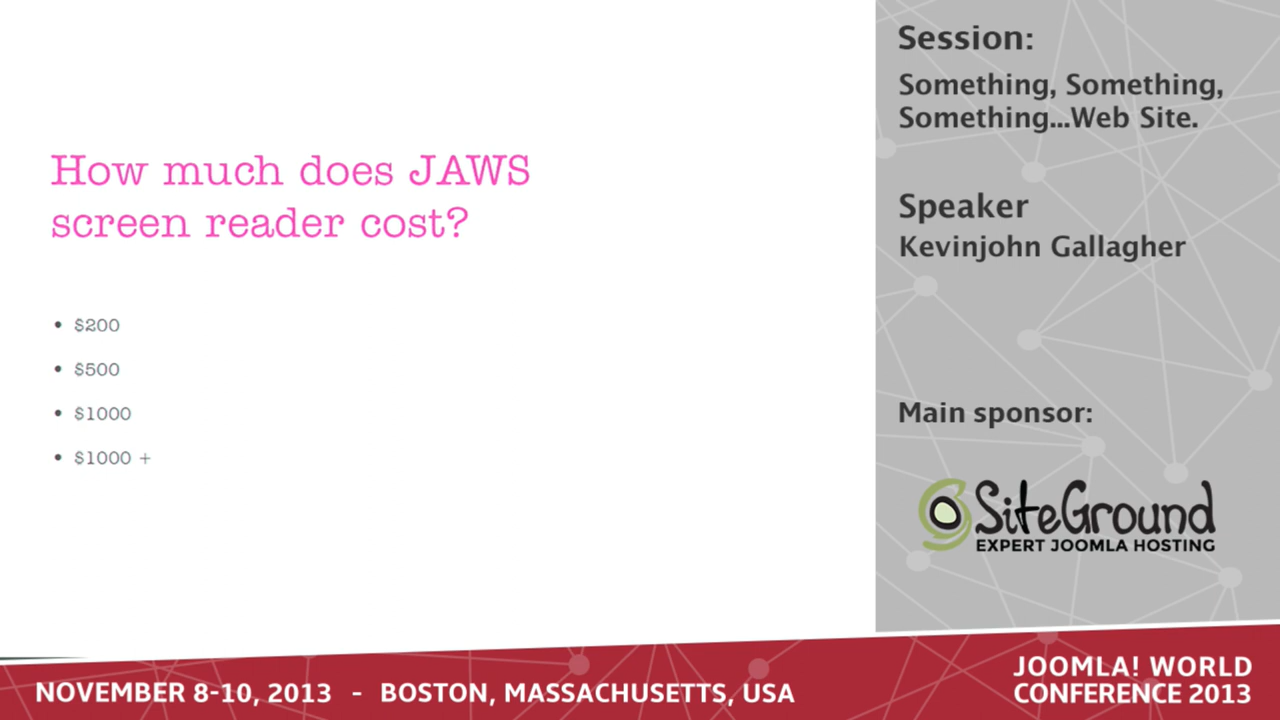 How much does JAWS
screen reader cost?
• $200
• $500
• $1000
• $1000 +
Session:
Something, Something,
Something...Web Site.
Speaker
Kevinjohn Gallagher
Main sponsor:
SiteGround
EXPERT JOOMLA HOSTING
NOVEMBER 8-10, 2013 - BOSTON, MASSACHUSETTS, USA
JOOMLA! WORLD
CONFERENCE 2013